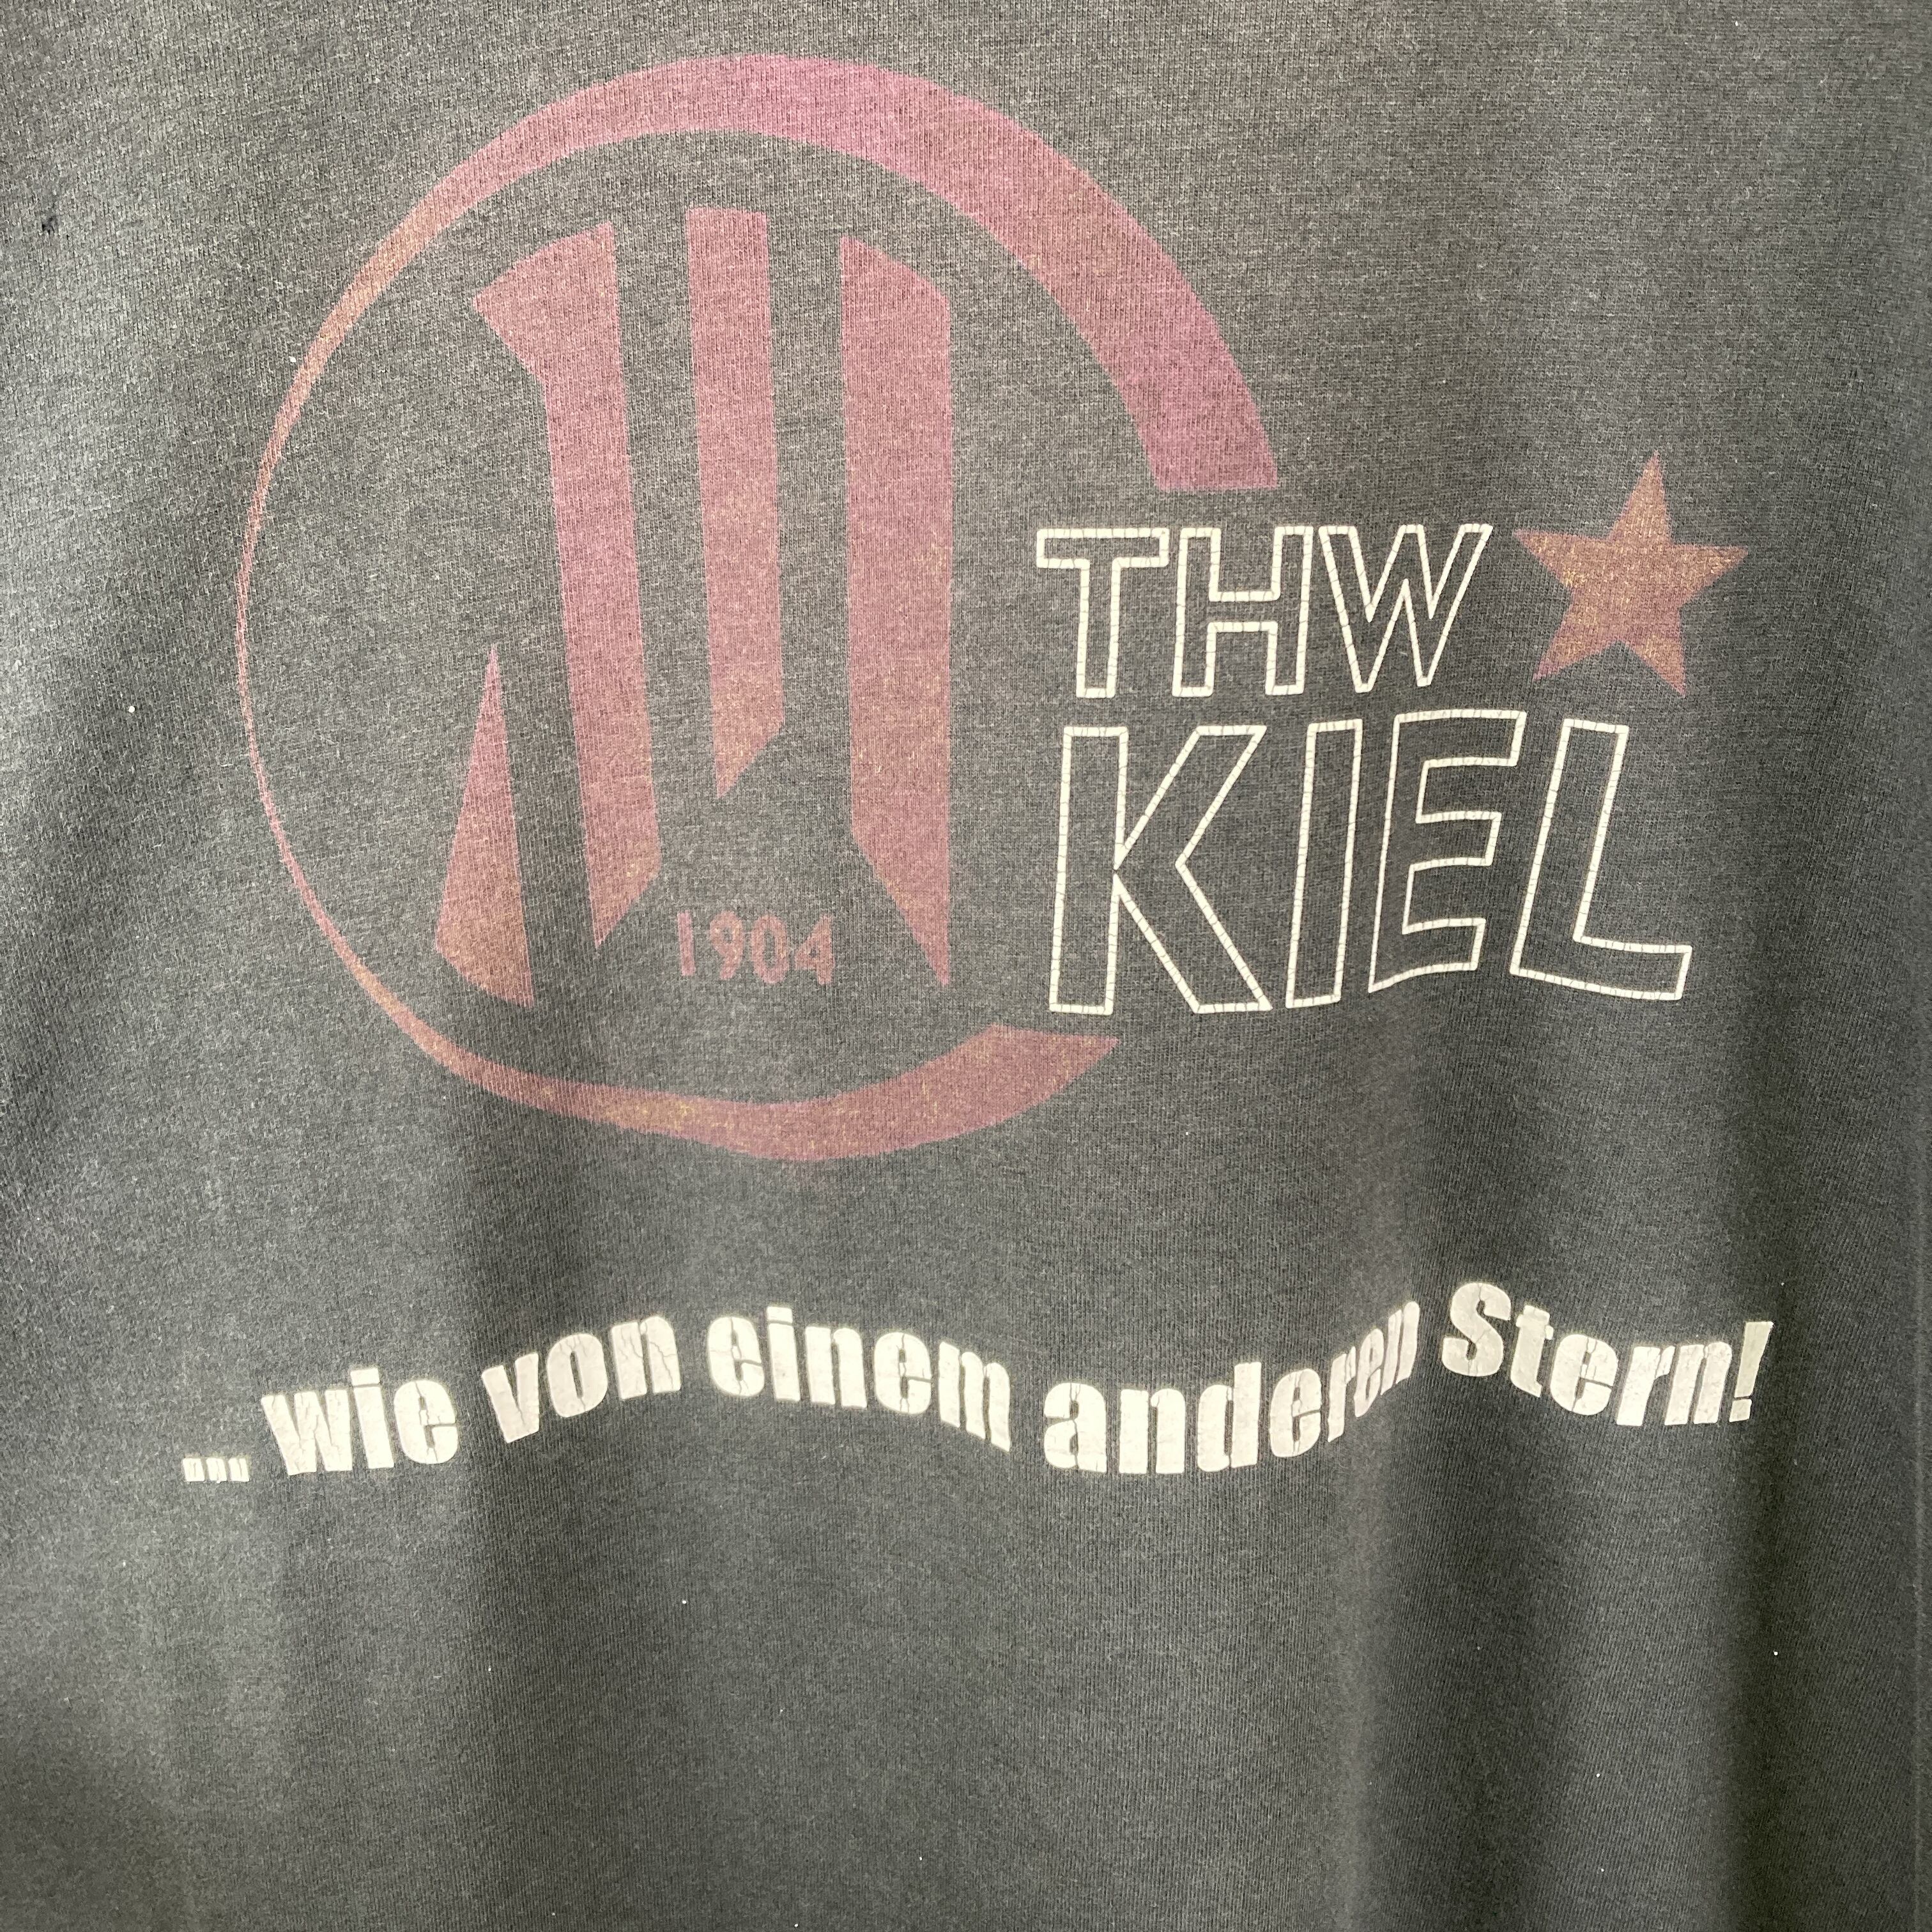 THW
KIEL
1904
... wie von einem anderen Stern!